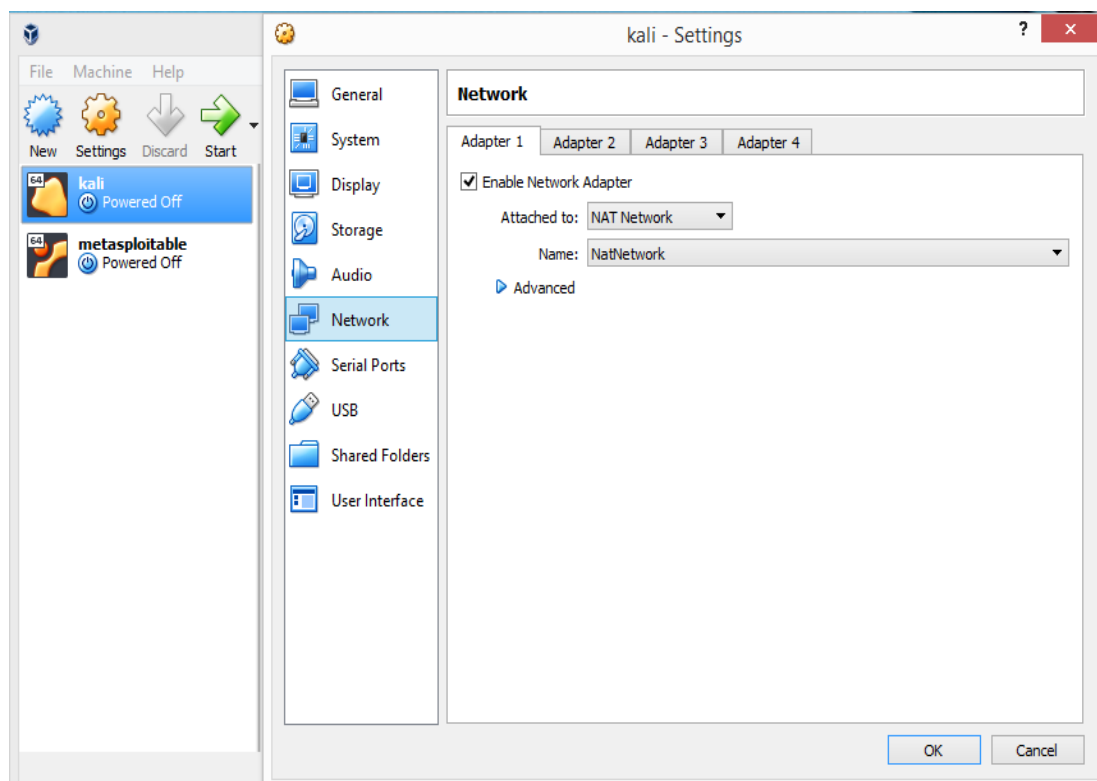 kali - Settings
?
×
File Machine Help
New Settings Discard Start
64
kali
Powered Off
64
metasploitable
Powered Off
General
System
Display
Storage
Audio
Network
Serial Ports
USB
Shared Folders
User Interface
Network
Adapter 1 Adapter 2 Adapter 3 Adapter 4
Enable Network Adapter
Attached to: NAT Network
Name: NatNetwork
Advanced
OK Cancel